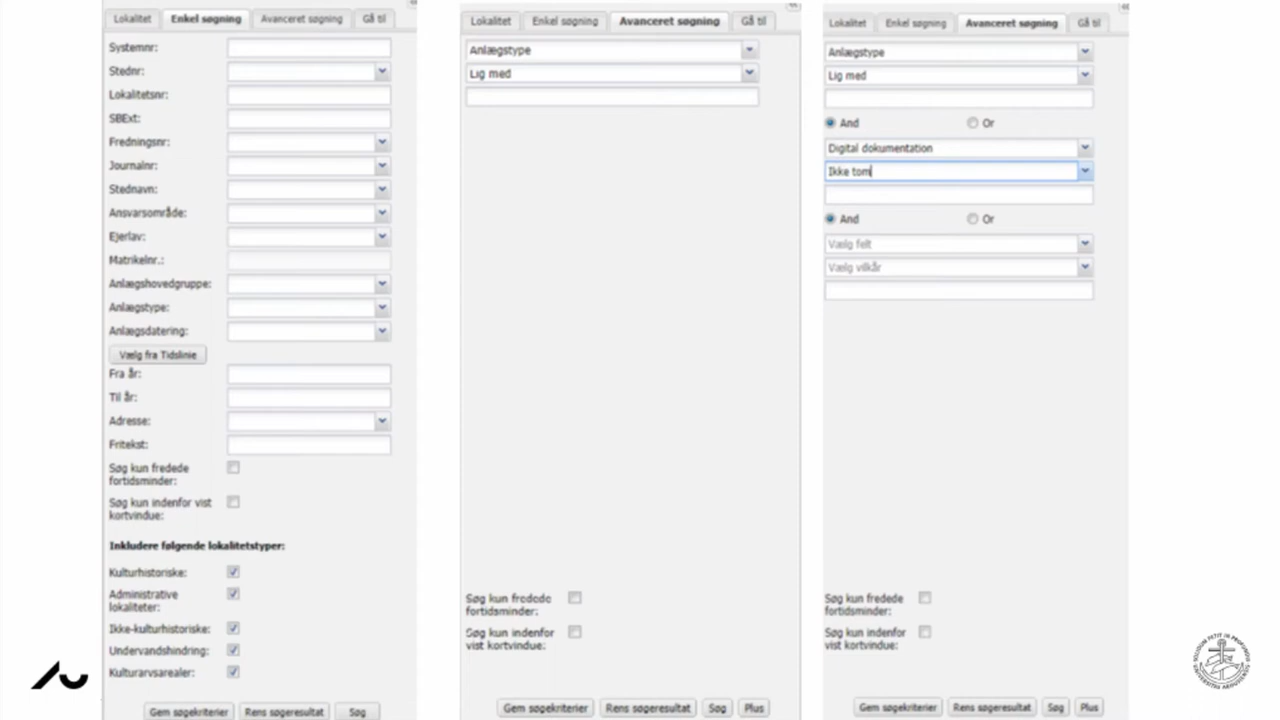 Lokalitet Enkel søgning Avanceret søgning Gå til
Systemnr:
Stednr:
Lokalitetsnr:
SBExt:
Fredningsnr:
Journalnr:
Stednavn:
Ansvarsområde:
Ejerlav:
Matrikelnr.:
Anlægshovedgruppe:
Anlægstype:
Anlægsdatering:
Vælg fra Tidslinie
Fra år:
Til år:
Adresse:
Fritekst:
Søg kun fredede
fortidsminder:
Søg kun indenfor vist
kortvindue:
Inkludere følgende lokalitetstyper:
Kulturhistoriske:
Administrative
lokaliteter:
Ikke-kulturhistoriske:
Undervandshindring:
Kulturarvsarealer:
Gem søgekriterier Rens søgeresultat Søg
Lokalitet Enkel søgning Avanceret søgning Gå til
Anlægstype
Lig med
Søg kun fredede
fortidsminder:
Søg kun indenfor
vist kortvindue:
Gem søgekriterier Rens søgeresultat Søg Plus
Lokalitet Enkel søgning Avanceret søgning Gå til
Anlægstype
Lig med
And Or
Digital dokumentation
Ikke tom
And Or
Vælg felt
Vælg vilkår
Søg kun fredede
fortidsminder:
Søg kun indenfor
vist kortvindue:
Gem søgekriterier Rens søgeresultat Søg Plus